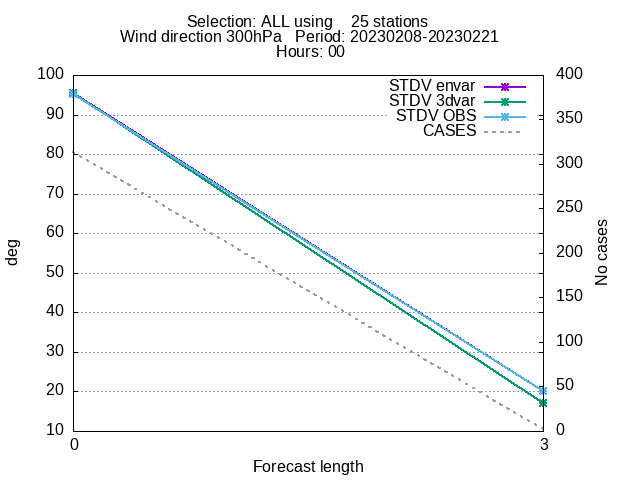 Selection: ALL using    25 stations
Wind direction 300hPa   Period: 20230208-20230221
Hours: 00
100
90
80
70
60
50
40
30
20
10
deg
STDV envar
STDV 3dvar
STDV OBS
CASES
400
350
300
250
200
150
100
50
0
No cases
0
3
Forecast length